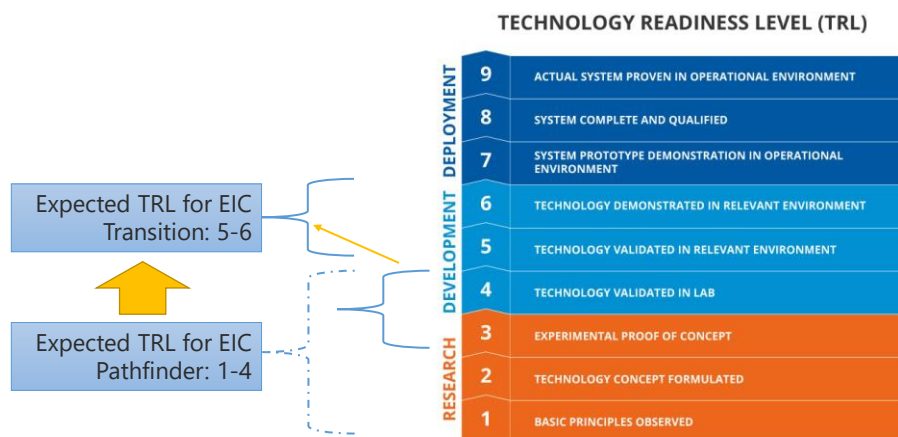 TECHNOLOGY READINESS LEVEL (TRL)
DEPLOYMENT
9 ACTUAL SYSTEM PROVEN IN OPERATIONAL ENVIRONMENT
8 SYSTEM COMPLETE AND QUALIFIED
7 SYSTEM PROTOTYPE DEMONSTRATION IN OPERATIONAL
ENVIRONMENT
DEVELOPMENT
6 TECHNOLOGY DEMONSTRATED IN RELEVANT ENVIRONMENT
5 TECHNOLOGY VALIDATED IN RELEVANT ENVIRONMENT
4 TECHNOLOGY VALIDATED IN LAB
RESEARCH
3 EXPERIMENTAL PROOF OF CONCEPT
2 TECHNOLOGY CONCEPT FORMULATED
1 BASIC PRINCIPLES OBSERVED
Expected TRL for EIC
Transition: 5-6
Expected TRL for EIC
Pathfinder: 1-4